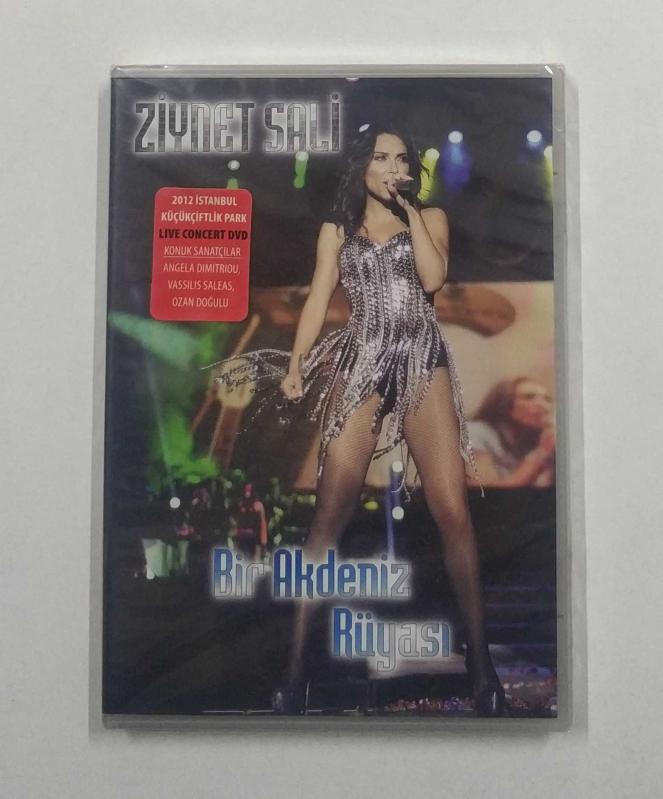 ZİYNET SALİ
2012 İSTANBUL
KÜÇÜKÇİFTLİK PARK
LIVE CONCERT DVD
KONUK SANATÇILAR
ANGELA DIMITRIOU,
VASSILIS SALEAS,
OZAN DOĞULU
Bir Akdeniz
Rüyası